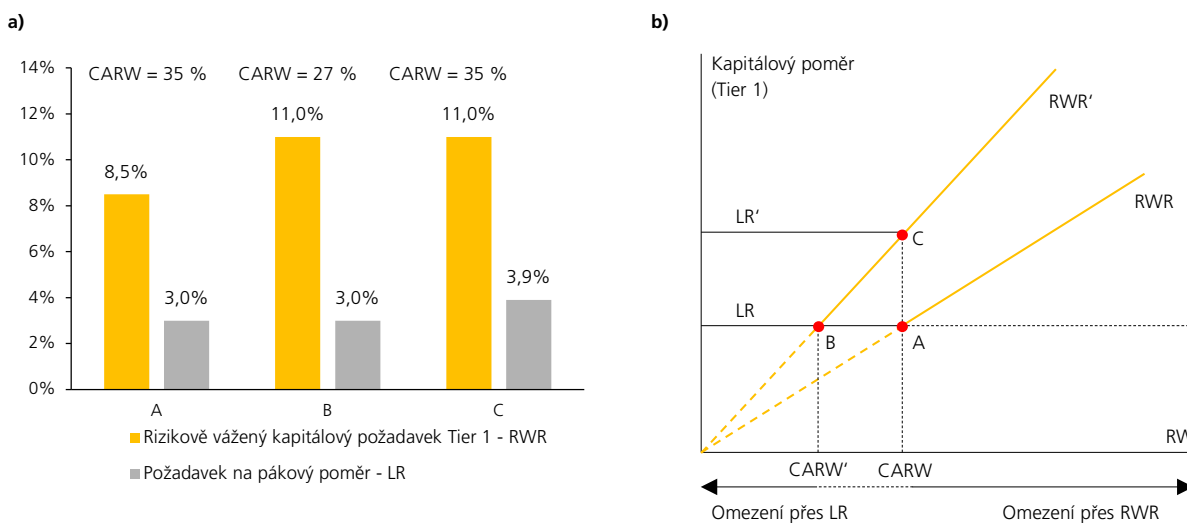 a)
14%
12%
10%
8%
6%
4%
2%
0%
CARW = 35 %
CARW = 27 %
CARW = 35 %
8,5%
3,0%
11,0%
3,0%
11,0%
3,9%
A
B
C
Rizikově vážený kapitálový požadavek Tier 1 - RWR
Požadavek na pákový poměr - LR
b)
Kapitálový poměr
(Tier 1)
RWR‘
RWR
LR‘
C
LR
B
A
RW
CARW‘
CARW
Omezení přes LR
Omezení přes RWR